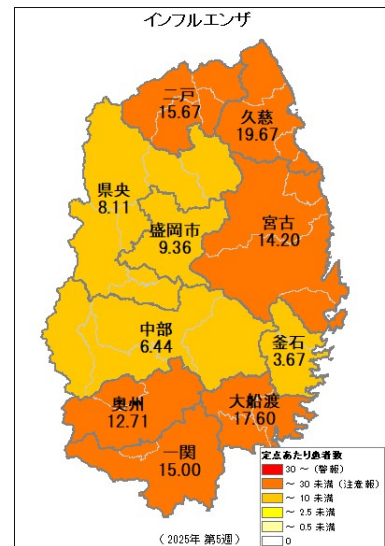 インフルエンザ
二戸
15.67
久慈
19.67
県央
8.11
盛岡市
9.36
宮古
14.20
中部
6.44
釜石
3.67
奥州
12.71
大船渡
17.60
一関
15.00
定点あたり患者数
30 ～ (警報)
～ 30 未満 (注意報)
～ 10 未満
～ 2.5 未満
～ 0.5 未満
0
(2025年 第5週)